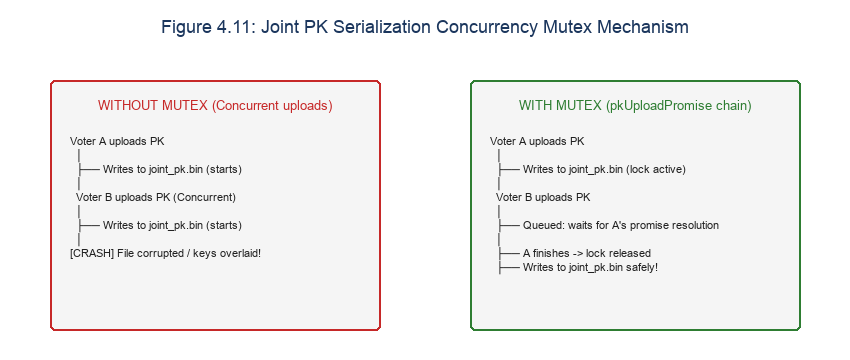 Figure 4.11: Joint PK Serialization Concurrency Mutex Mechanism
WITHOUT MUTEX (Concurrent uploads)
Voter A uploads PK
│
├── Writes to joint_pk.bin (starts)
│
Voter B uploads PK (Concurrent)
│
├── Writes to joint_pk.bin (starts)
│
[CRASH] File corrupted / keys overlaid!
WITH MUTEX (pkUploadPromise chain)
Voter A uploads PK
│
├── Writes to joint_pk.bin (lock active)
│
Voter B uploads PK
│
├── Queued: waits for A's promise resolution
│
├── A finishes -> lock released
├── Writes to joint_pk.bin safely!